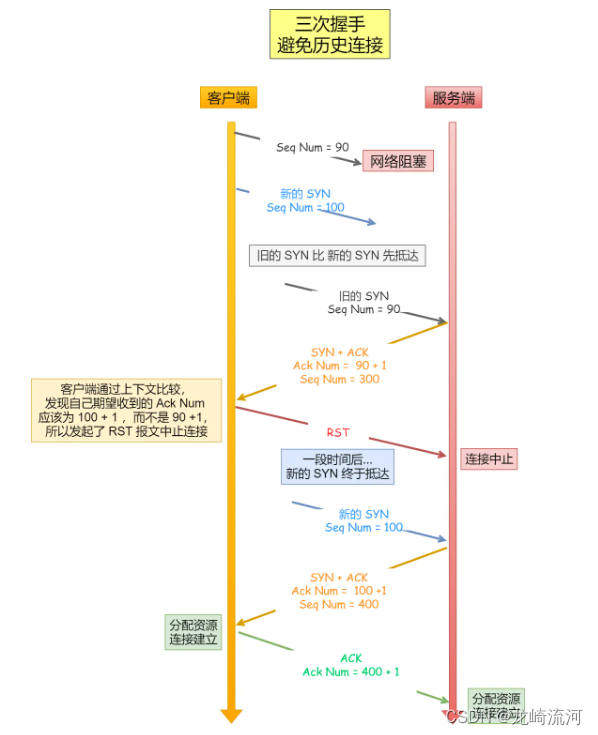 三次握手
避免历史连接
客户端
服务端
Seq Num = 90
网络阻塞
新的 SYN
Seq Num = 100
旧的 SYN 比 新的 SYN 先抵达
旧的 SYN
Seq Num = 90
SYN + ACK
Ack Num = 90 + 1
Seq Num = 300
客户端通过上下文比较，
发现自己期望收到的 Ack Num
应该为 100 + 1 ，而不是 90 +1，
所以发起了 RST 报文中止连接
RST
连接中止
一段时间后...
新的 SYN 终于抵达
新的 SYN
Seq Num = 100
SYN + ACK
Ack Num = 100 +1
Seq Num = 400
分配资源
连接建立
ACK
Ack Num = 400 + 1
分配资源
连接建立
CSDN @龙崎流河